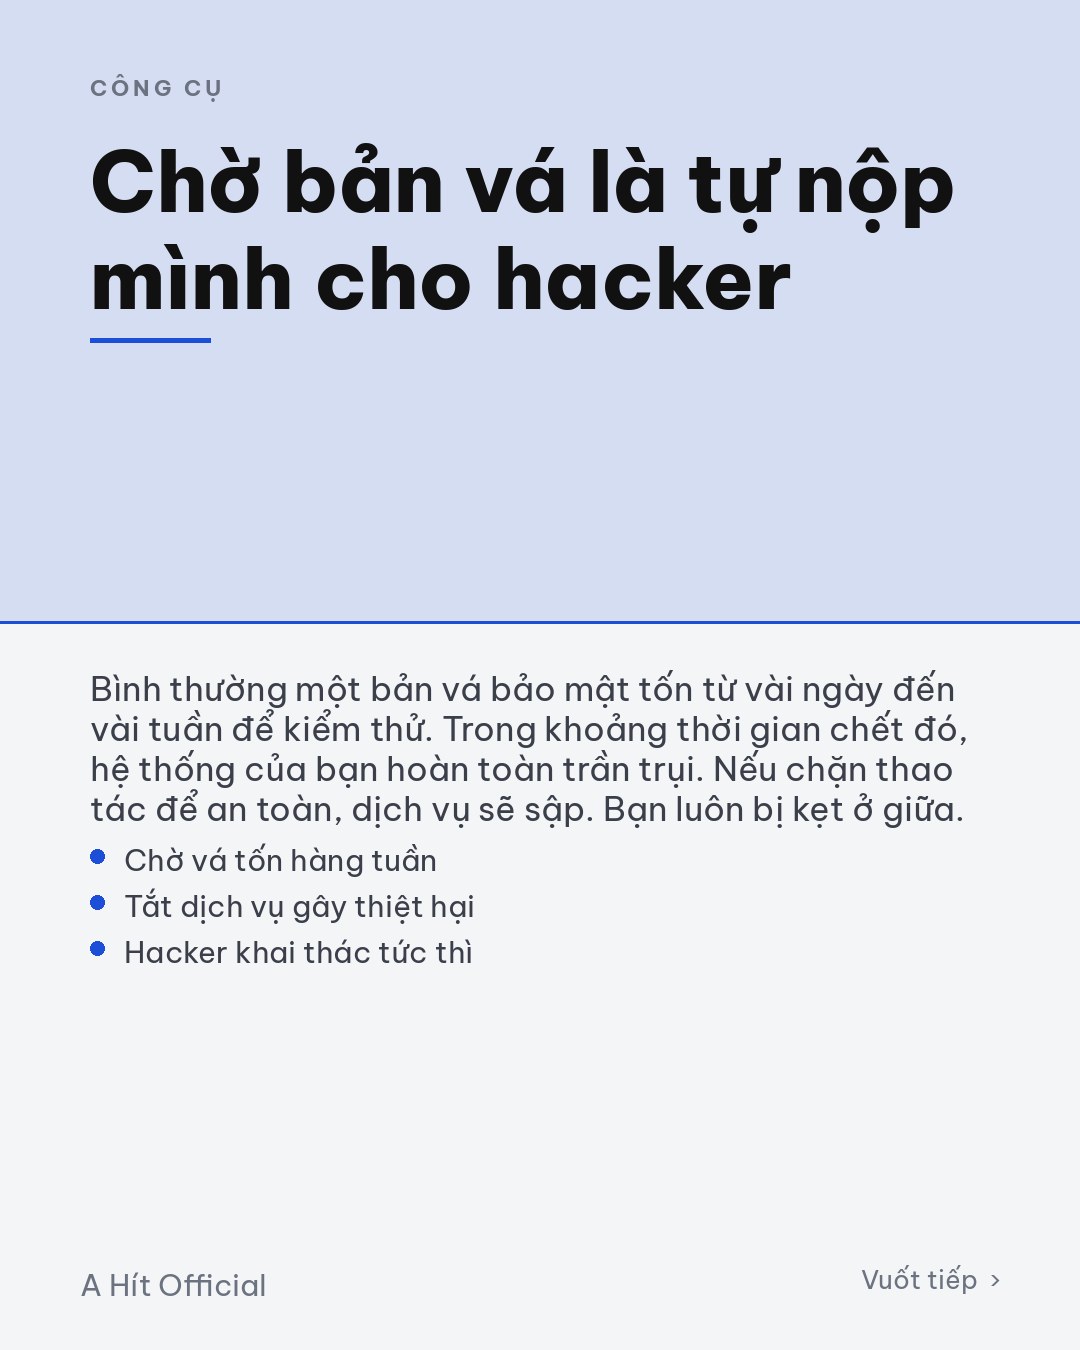 CÔNG CỤ
Chờ bản vá là tự nộp
mình cho hacker
Bình thường một bản vá bảo mật tốn từ vài ngày đến
vài tuần để kiểm thử. Trong khoảng thời gian chết đó,
hệ thống của bạn hoàn toàn trần trụi. Nếu chặn thao
tác để an toàn, dịch vụ sẽ sập. Bạn luôn bị kẹt ở giữa.
Chờ vá tốn hàng tuần
Tắt dịch vụ gây thiệt hại
Hacker khai thác tức thì
A Hít Official
Vuốt tiếp ›